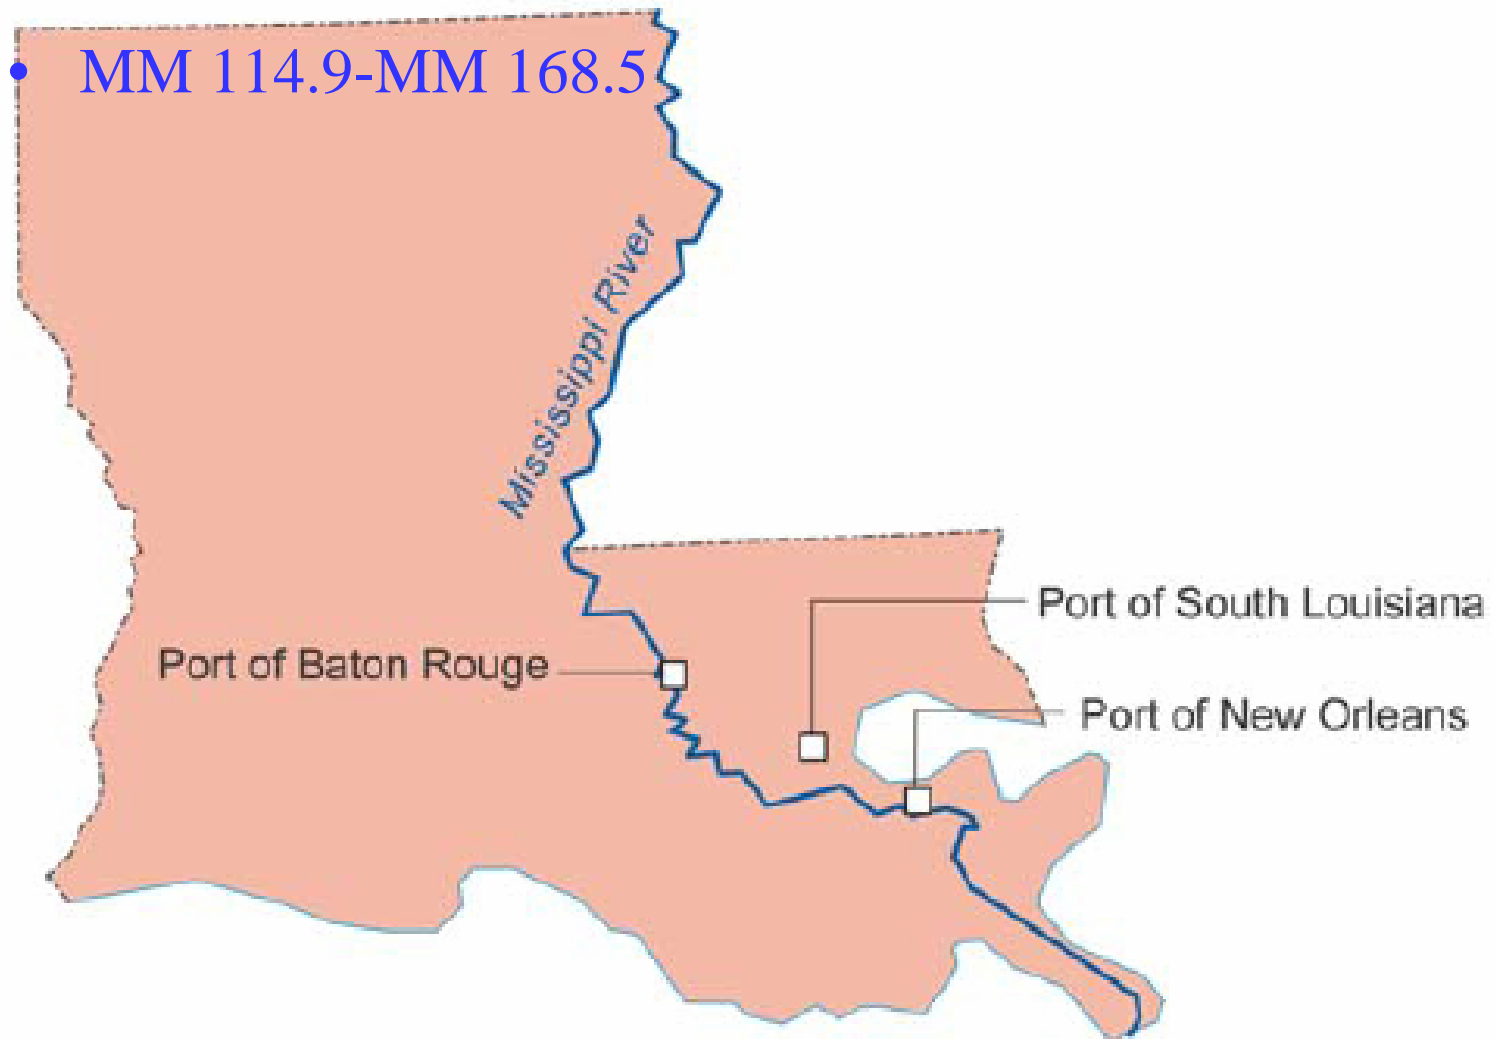 • MM 114.9-MM 168.5
Mississippi River
Port of South Louisiana
Port of Baton Rouge
Port of New Orleans